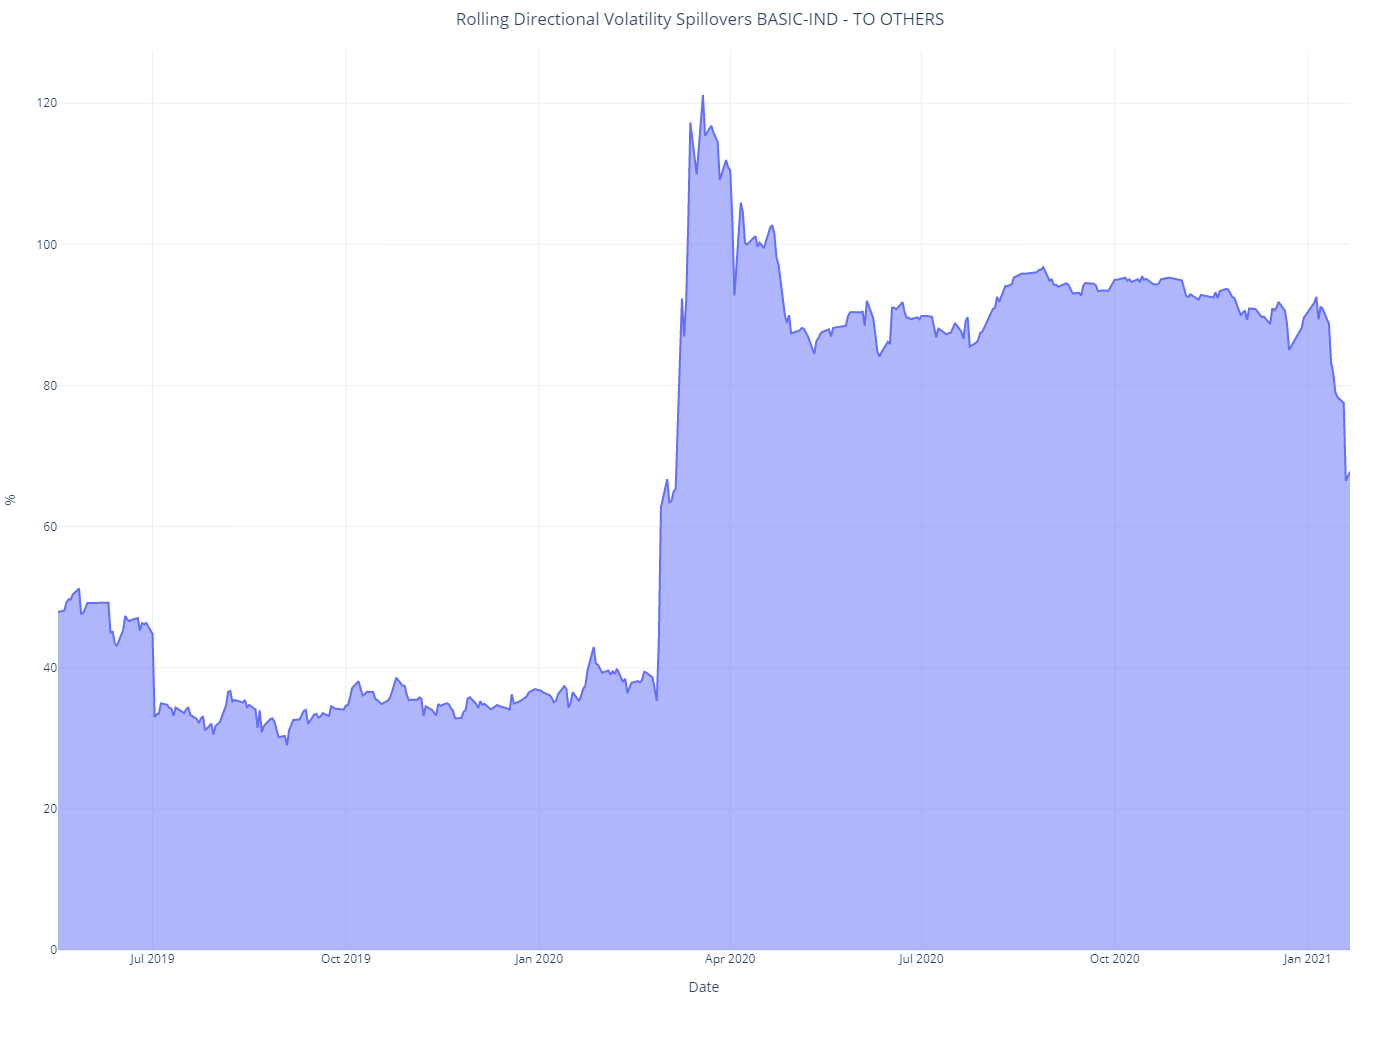 Rolling Directional Volatility Spillovers BASIC-IND - TO OTHERS
120
100
80
60
40
20
0
%
Jul 2019 Oct 2019 Jan 2020 Apr 2020 Jul 2020 Oct 2020 Jan 2021
Date